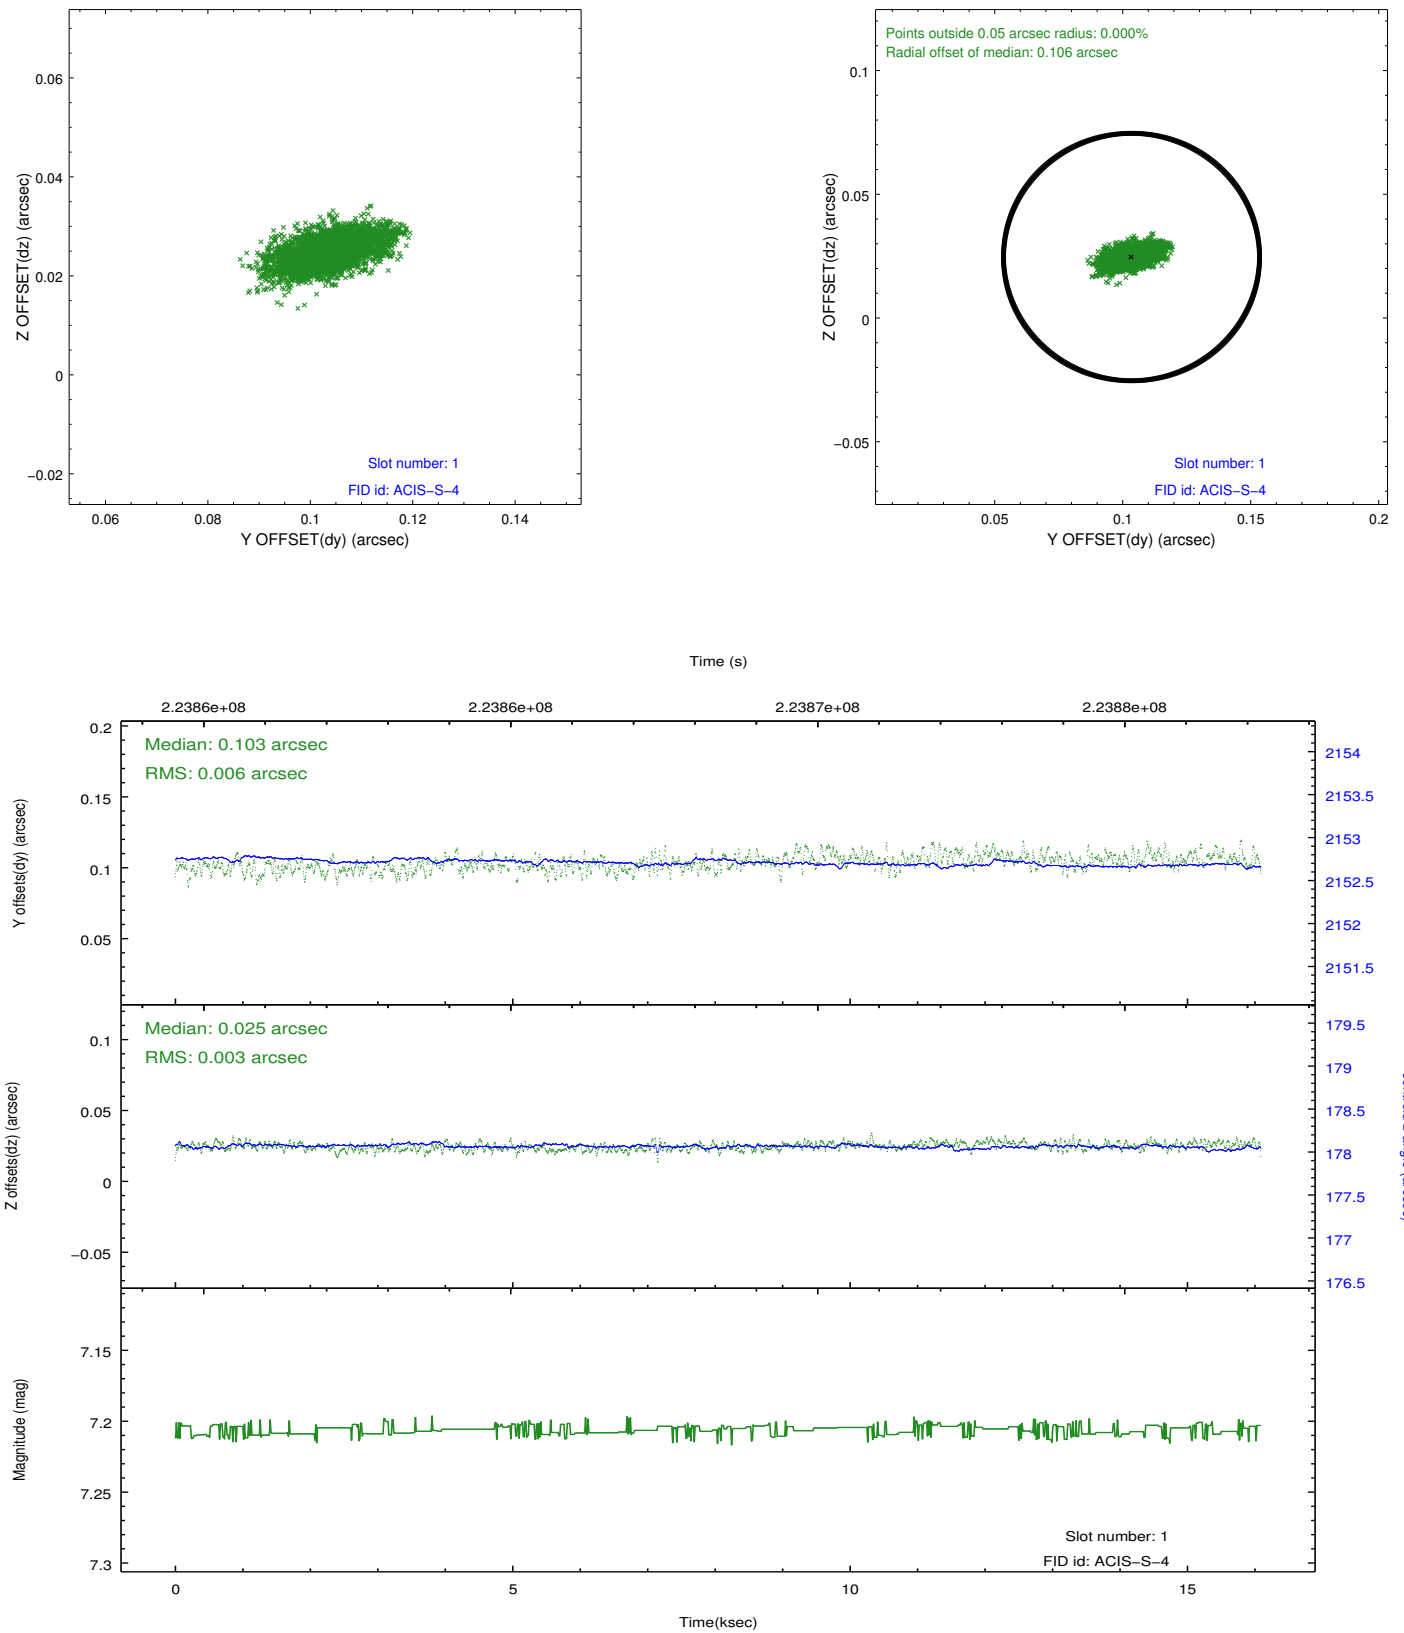 0.06
0.04
0.02
0
−0.02
Z OFFSET(dz) (arcsec)
Slot number: 1
FID id: ACIS−S−4
0.06 0.08 0.1 0.12 0.14
Y OFFSET(dy) (arcsec)
Points outside 0.05 arcsec radius: 0.000%
Radial offset of median: 0.106 arcsec
0.1
0.05
0
−0.05
Z OFFSET(dz) (arcsec)
Slot number: 1
FID id: ACIS−S−4
0.05 0.1 0.15 0.2
Y OFFSET(dy) (arcsec)
Time (s)
2.2386e+08 2.2386e+08 2.2387e+08 2.2388e+08
Median: 0.103 arcsec
RMS: 0.006 arcsec
0.2
0.15
0.1
0.05
Y offsets(dy) (arcsec)
2154
2153.5
2153
2152.5
2152
2151.5
Median: 0.025 arcsec
RMS: 0.003 arcsec
0.1
0.05
0
−0.05
Z offsets(dz) (arcsec)
179.5
179
178.5
178
177.5
177
176.5
7.15
7.2
7.25
7.3
Magnitude (mag)
Slot number: 1
FID id: ACIS−S−4
0 5 10 15
Time(ksec)